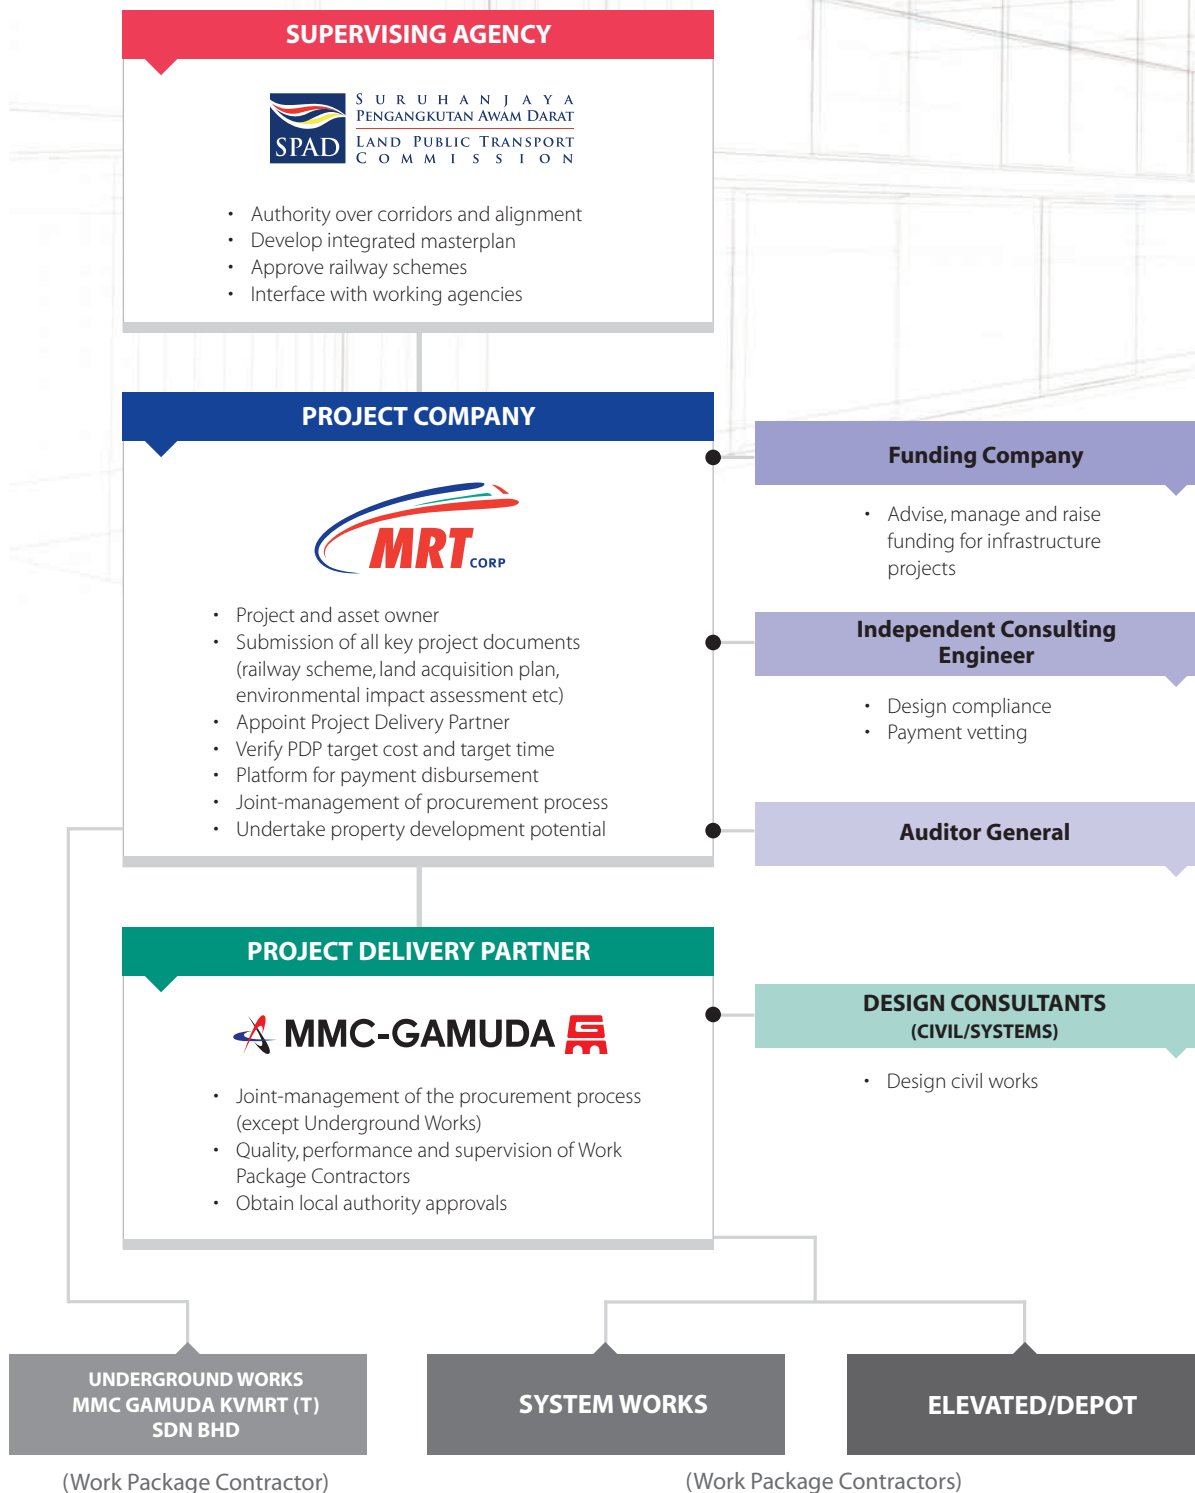 SUPERVISING AGENCY
SPAD
SURUHANJAYA
PENGANGKUTAN AWAM DARAT
LAND PUBLIC TRANSPORT
COMMISSION
• Authority over corridors and alignment
• Develop integrated masterplan
• Approve railway schemes
• Interface with working agencies
PROJECT COMPANY
MRT CORP
• Project and asset owner
• Submission of all key project documents
(railway scheme, land acquisition plan,
environmental impact assessment etc)
• Appoint Project Delivery Partner
• Verify PDP target cost and target time
• Platform for payment disbursement
• Joint-management of procurement process
• Undertake property development potential
Funding Company
• Advise, manage and raise
funding for infrastructure
projects
Independent Consulting
Engineer
• Design compliance
• Payment vetting
Auditor General
PROJECT DELIVERY PARTNER
MMC-GAMUDA
• Joint-management of the procurement process
(except Underground Works)
• Quality, performance and supervision of Work
Package Contractors
• Obtain local authority approvals
DESIGN CONSULTANTS
(CIVIL/SYSTEMS)
• Design civil works
UNDERGROUND WORKS
MMC GAMUDA KVMRT (T)
SDN BHD
(Work Package Contractor)
SYSTEM WORKS
ELEVATED/DEPOT
(Work Package Contractors)